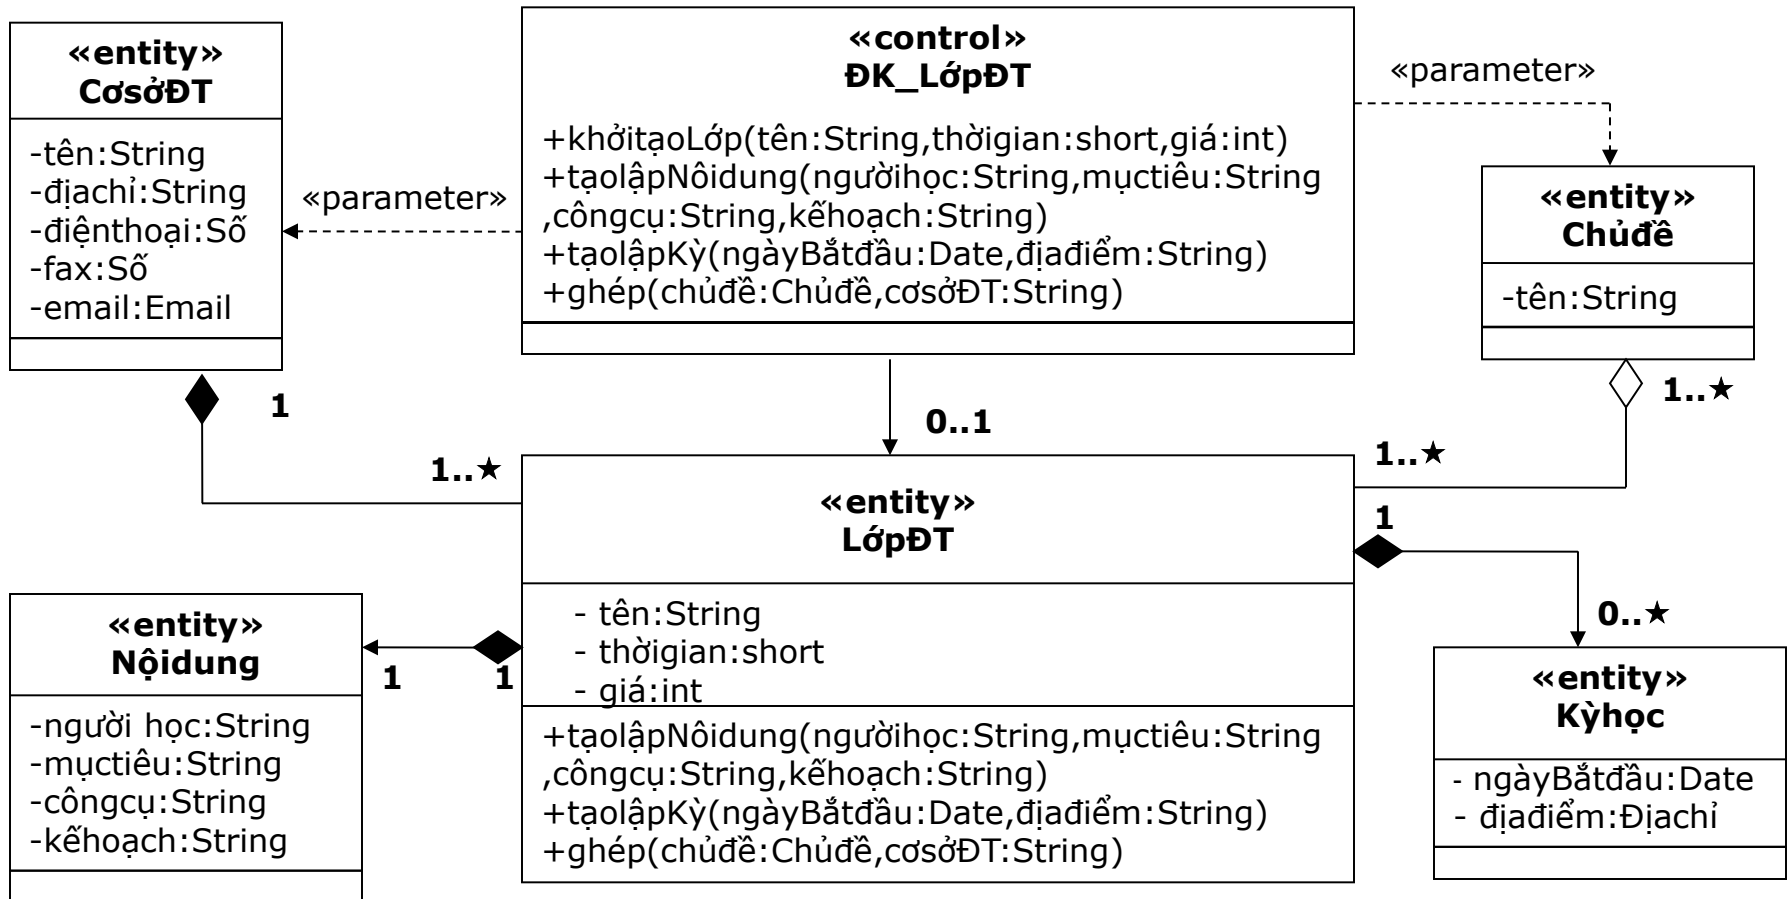 «entity»
CơsởĐT
-tên:String
-địachỉ:String
-điệnthoại:Số
-fax:Số
-email:Email
«parameter»
«control»
ĐK_LớpĐT
+khởitạoLớp(tên:String,thờigian:short,giá:int)
+tạolậpNôidung(ngườihọc:String,mụctiêu:String
,côngcụ:String,kếhoạch:String)
+tạolậpKỳ(ngàyBắtđầu:Date,địađiểm:String)
+ghép(chủđề:Chủđề,cơsởĐT:String)
«parameter»
«entity»
Chủđề
-tên:String
1
1..★
0..1
1..★
1..★
«entity»
LớpĐT
- tên:String
- thờigian:short
- giá:int
+tạolậpNôidung(ngườihọc:String,mụctiêu:String
,côngcụ:String,kếhoạch:String)
+tạolậpKỳ(ngàyBắtđầu:Date,địađiểm:String)
+ghép(chủđề:Chủđề,cơsởĐT:String)
1
0..★
1
1
«entity»
Nộidung
-người học:String
-mụctiêu:String
-côngcụ:String
-kếhoạch:String
«entity»
Kỳhọc
- ngàyBắtđầu:Date
- địađiểm:Địachỉ